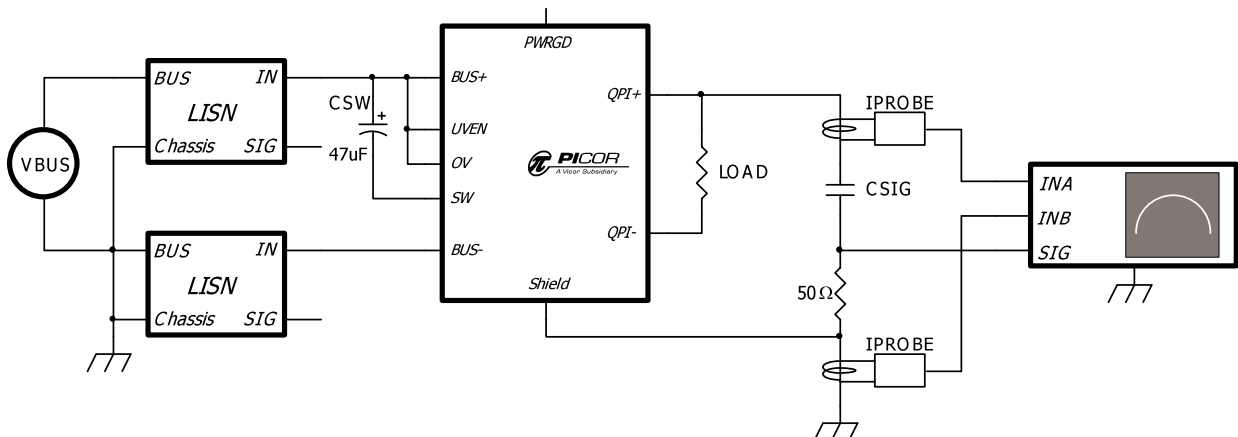 PWRGD
BUS IN
LISN
Chassis SIG
VBUS
CSW
+
47uF
BUS+
UVEN
OV
SW
BUS-
QPI+
QPI-
Shield
π PICOR
A Vicor Subsidiary
LOAD
IPROBE
CSIG
50Ω
IPROBE
INA
INB
SIG
BUS IN
LISN
Chassis SIG